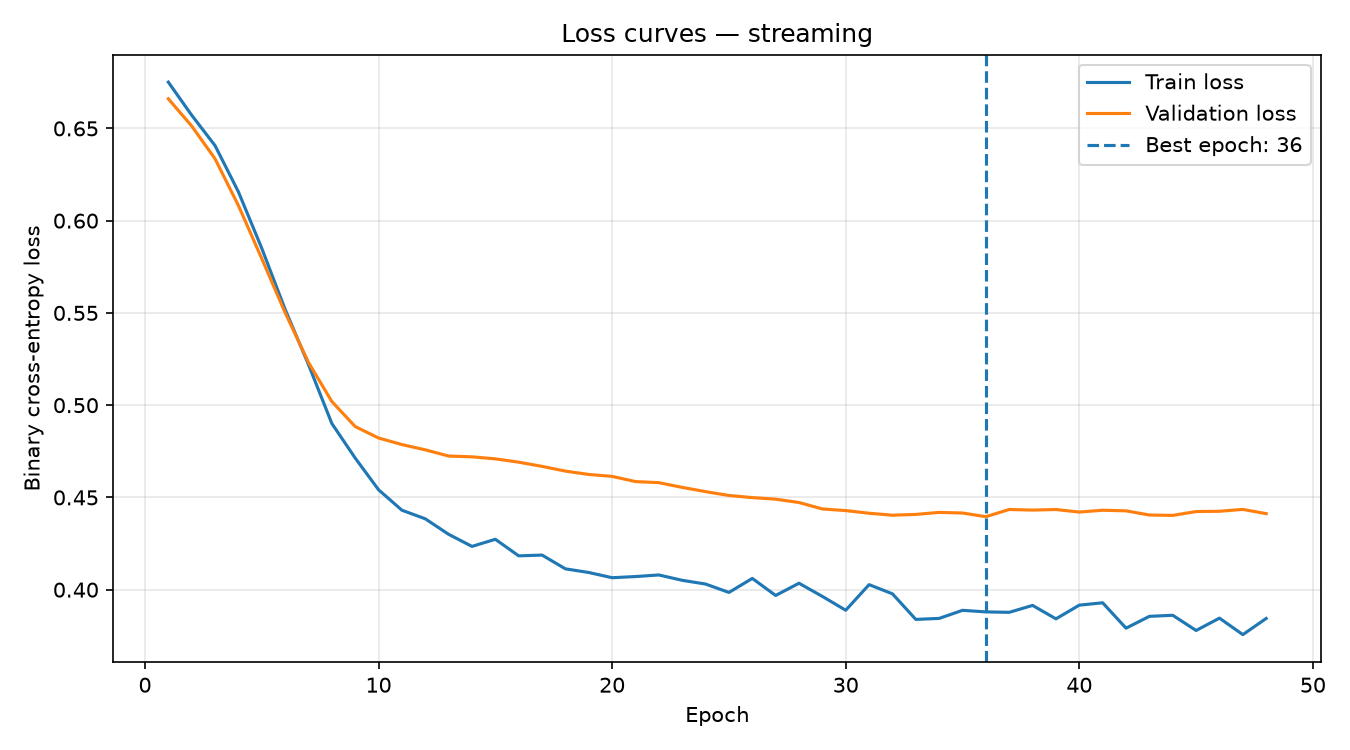 Loss curves — streaming
Train loss
Validation loss
Best epoch: 36
Binary cross-entropy loss
0.65
0.60
0.55
0.50
0.45
0.40
0 10 20 30 40 50
Epoch